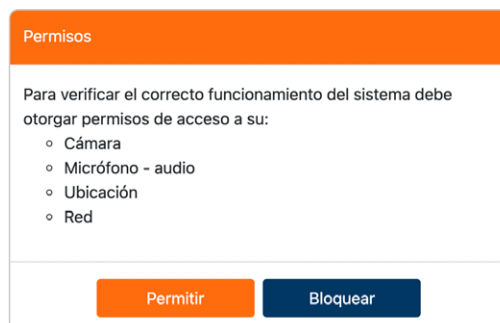 Permisos
Para verificar el correcto funcionamiento del sistema debe
otorgar permisos de acceso a su:
Cámara
Micrófono - audio
Ubicación
Red
Permitir
Bloquear